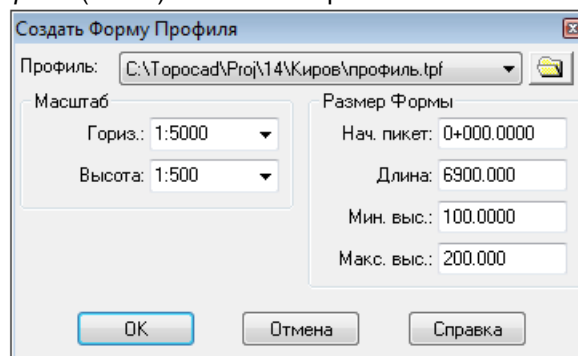 Создать Форму Профиля
Профиль: C:\Topocad\Proj\14\Киров\профиль.tpf
Масштаб Размер Формы
Гориз.: 1:5000 Нач. пикет: 0+000.0000
Высота: 1:500 Длина: 6900.000
Мин. выс.: 100.0000
Макс. выс.: 200.000
OK Отмена Справка